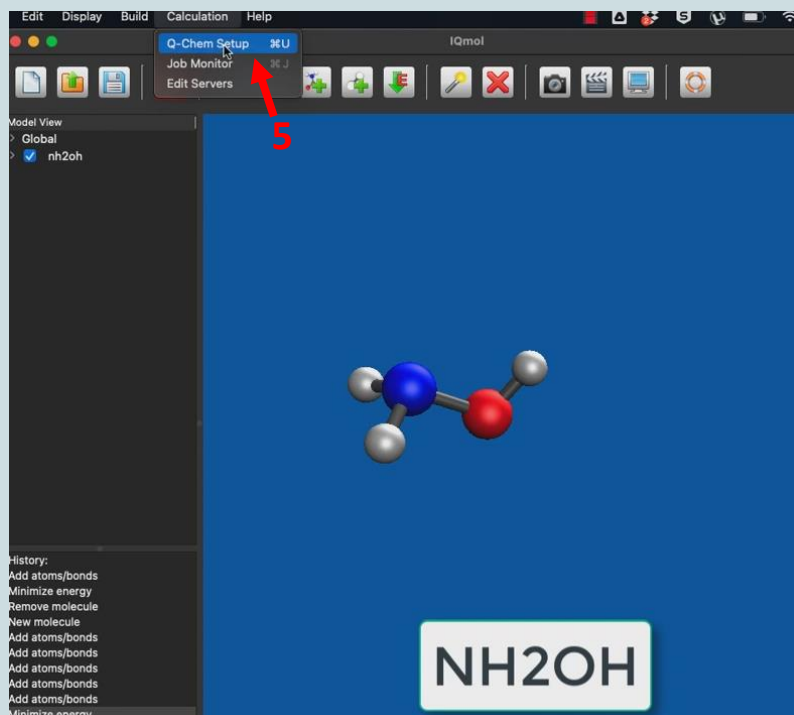 Edit Display Build Calculation Help
IQmol
Q-Chem Setup ⌘U
Job Monitor ⌘J
Edit Servers
5
Model View
Global
nh2oh
History:
Add atoms/bonds
Minimize energy
Remove molecule
New molecule
Add atoms/bonds
Add atoms/bonds
Add atoms/bonds
Add atoms/bonds
Add atoms/bonds
Minimize energy
NH2OH